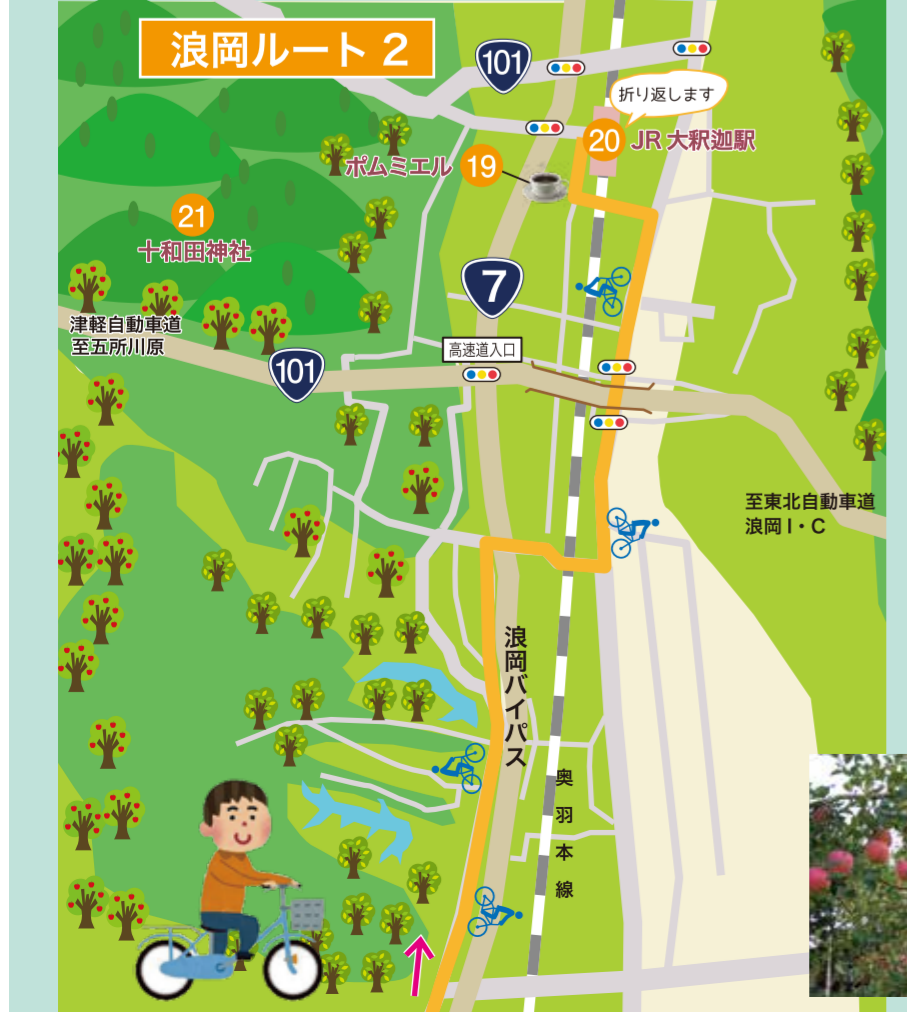 浪岡ルート 2
101
折り返します
20 JR 大釈迦駅
ポムミエル 19
21
十和田神社
7
津軽自動車道
至五所川原
高速道入口
101
至東北自動車道
浪岡 I・C
浪岡バイパス
奥羽本線